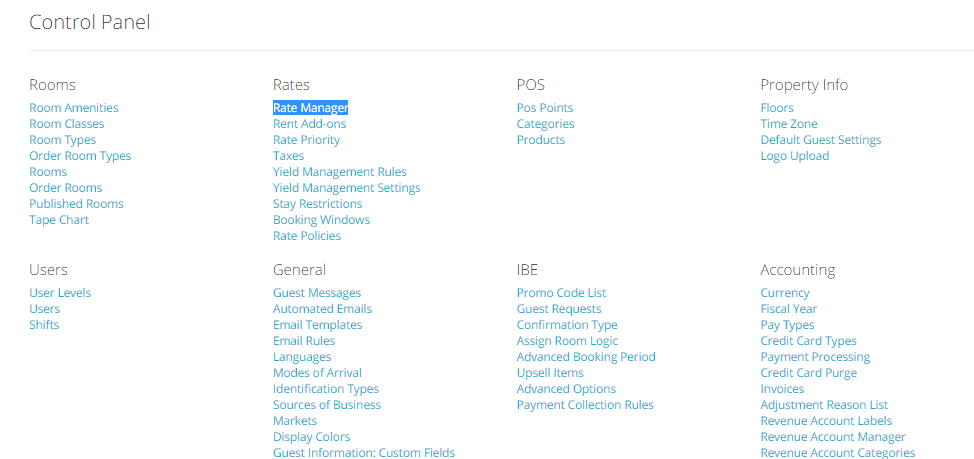 Control Panel
Rooms
Room Amenities
Room Classes
Room Types
Order Room Types
Rooms
Order Rooms
Published Rooms
Tape Chart
Rates
Rate Manager
Rent Add-ons
Rate Priority
Taxes
Yield Management Rules
Yield Management Settings
Stay Restrictions
Booking Windows
Rate Policies
POS
Pos Points
Categories
Products
Property Info
Floors
Time Zone
Default Guest Settings
Logo Upload
Users
User Levels
Users
Shifts
General
Guest Messages
Automated Emails
Email Templates
Email Rules
Languages
Modes of Arrival
Identification Types
Sources of Business
Markets
Display Colors
Guest Information: Custom Fields
IBE
Promo Code List
Guest Requests
Confirmation Type
Assign Room Logic
Advanced Booking Period
Upsell Items
Advanced Options
Payment Collection Rules
Accounting
Currency
Fiscal Year
Pay Types
Credit Card Types
Payment Processing
Credit Card Purge
Invoices
Adjustment Reason List
Revenue Account Labels
Revenue Account Manager
Revenue Account Categories